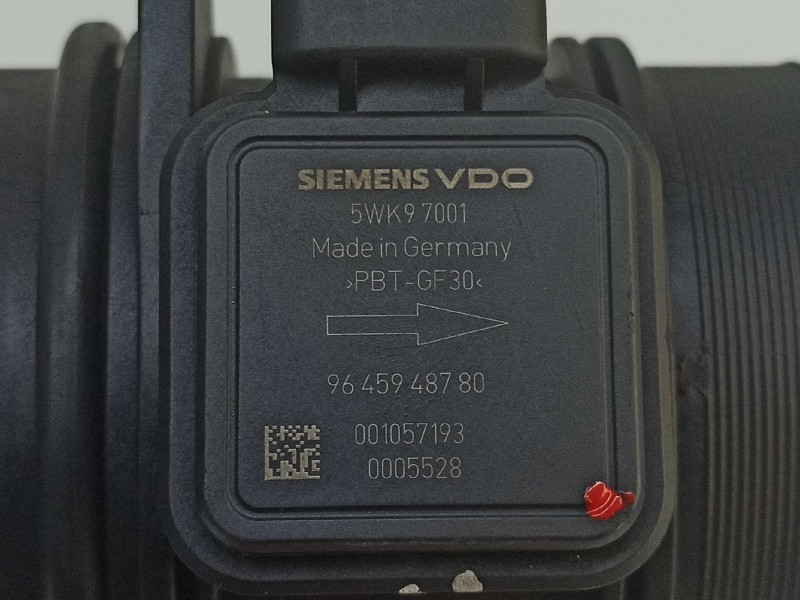 SIEMENS VDO
5WK9 7001
Made in Germany
>PBT-GF30<
96 459 487 80
001057193
0005528